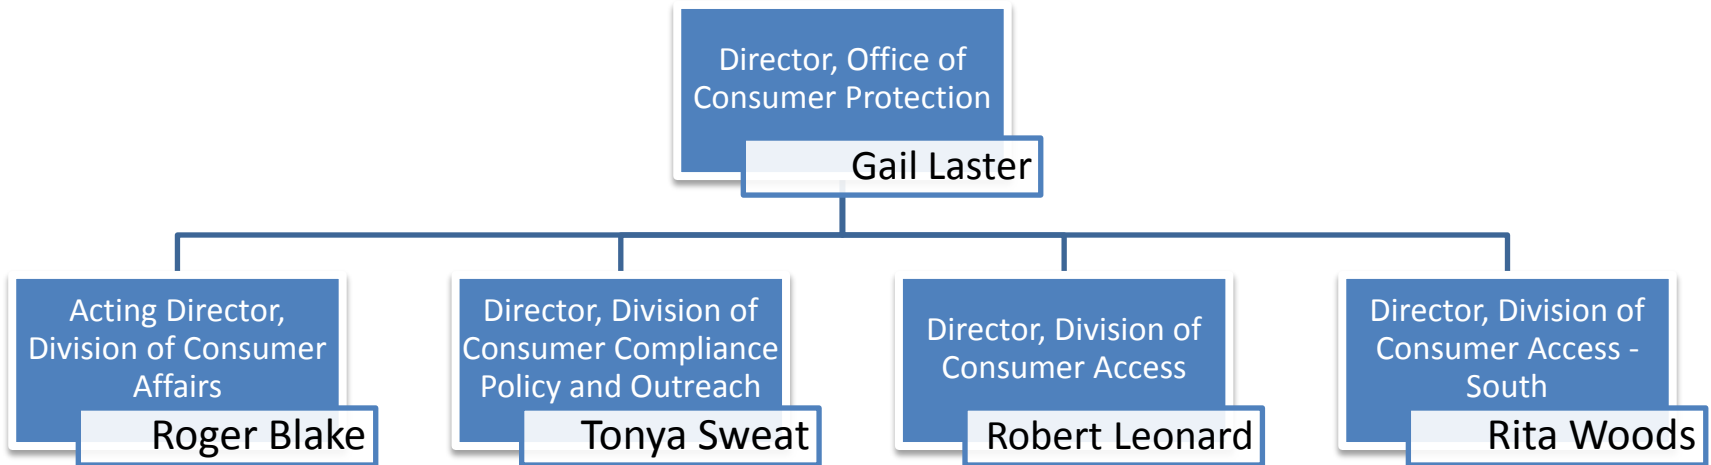 Director, Office of
Consumer Protection
Gail Laster
Acting Director,
Division of Consumer
Affairs
Roger Blake
Director, Division of
Consumer Compliance
Policy and Outreach
Tonya Sweat
Director, Division of
Consumer Access
Robert Leonard
Director, Division of
Consumer Access -
South
Rita Woods